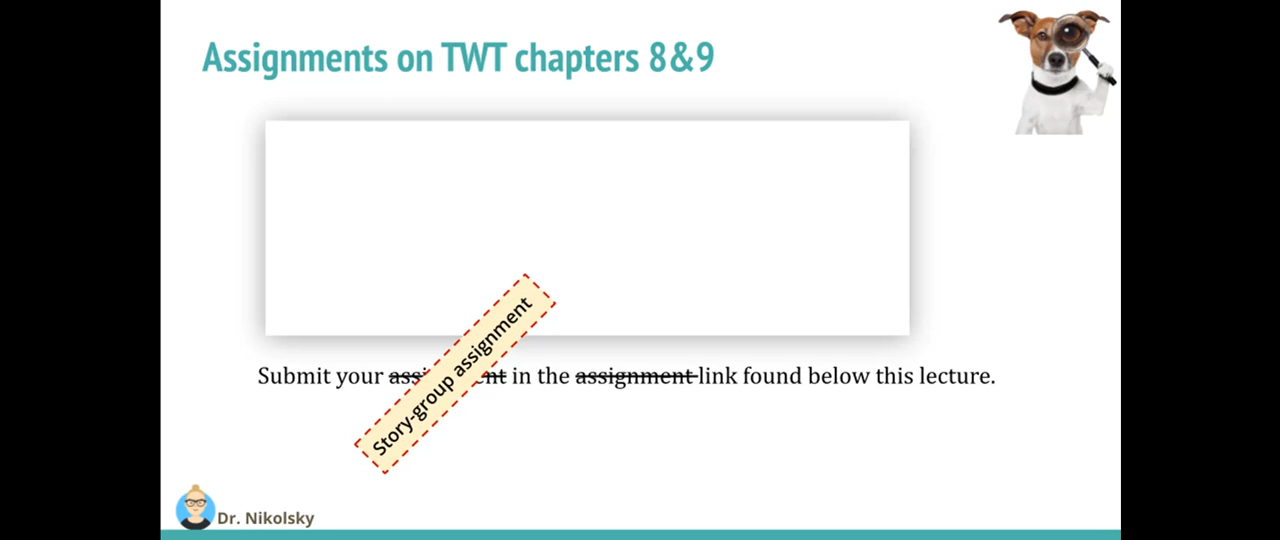 Assignments on TWT chapters 8&9
Submit your assignment in the assignment link found below this lecture.
Story-group assignment
Dr. Nikolsky